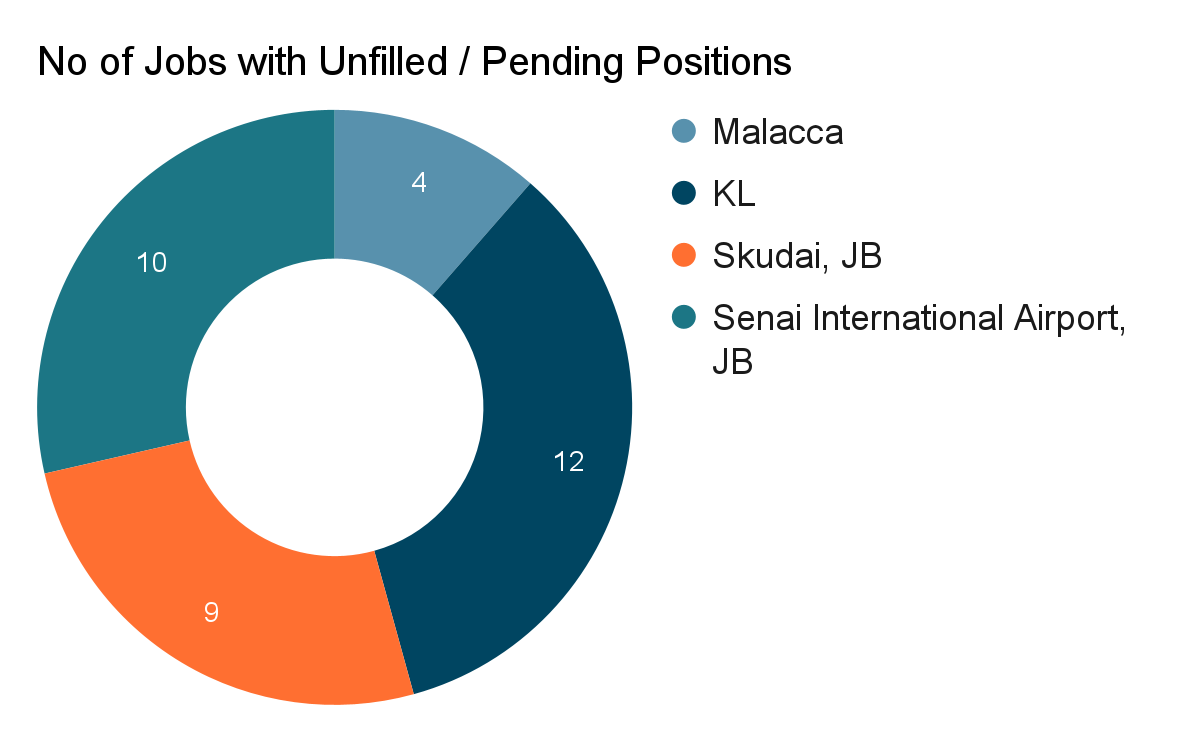 No of Jobs with Unfilled / Pending Positions
Malacca
KL
Skudai, JB
Senai International Airport,
JB
4
12
9
10